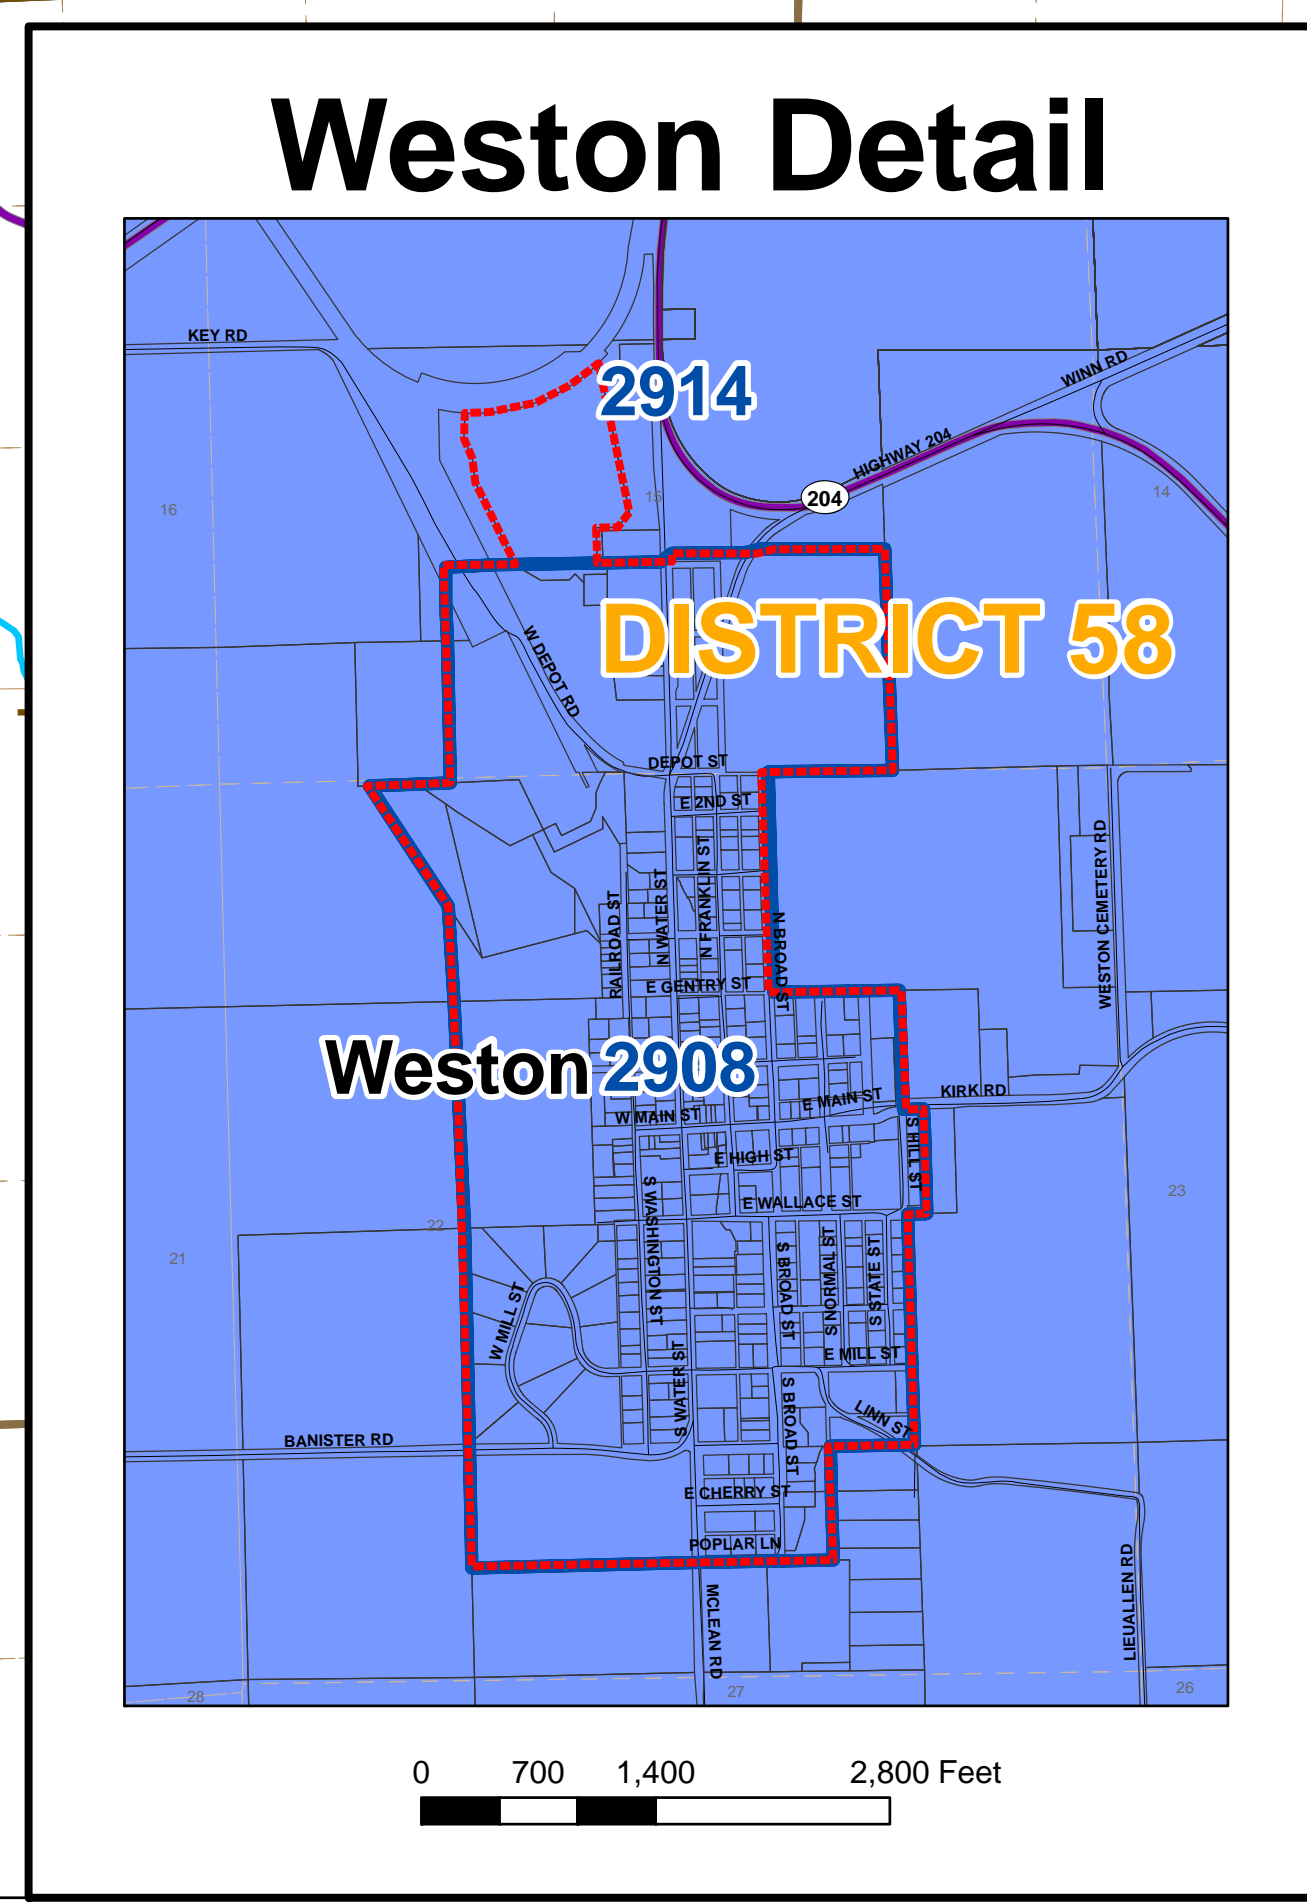 Weston Detail
KEY RD
2914
WINN RD
HIGHWAY 204
204
16
15
14
DISTRICT 58
W DEPOT RD
DEPOT ST
E 2ND ST
N FRANKLIN ST
N WATER ST
RAILROAD ST
N BROAD ST
WESTON CEMETERY RD
E GENTRY ST
Weston 2908
KIRK RD
E MAIN ST
W MAIN ST
S HILL ST
E HIGH ST
E WALLACE ST
23
22
21
S WASHINGTON ST
S BROAD ST
S NORMAL ST
S STATE ST
W MILL ST
E MILL ST
S WATER ST
S BROAD ST
LINN ST
BANISTER RD
E CHERRY ST
POPLAR LN
MCLEAN RD
LIEUALLEN RD
28
27
26
0 700 1,400 2,800 Feet